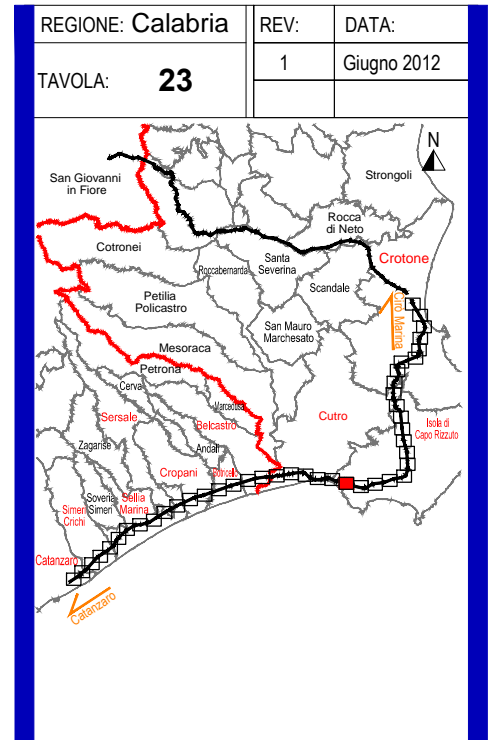 REGIONE: Calabria
REV:
DATA:
TAVOLA: 23
1
Giugno 2012
N
San Giovanni
in Fiore
Strongoli
Rocca
di Neto
Cotronei
Santa
Severina
Crotone
Roccabernarda
Scandale
Petilia
Policastro
Ciro Marina
San Mauro
Marchesato
Mesoraca
Petrona
Cerva
Marcedusa
Sersale
Belcastro
Cutro
Isola di
Capo Rizzuto
Andali
Zagarise
Cropani
Botricello
Soveria
Simeri
Sellia
Marina
Simeri
Crichi
Catanzaro
Catanzaro